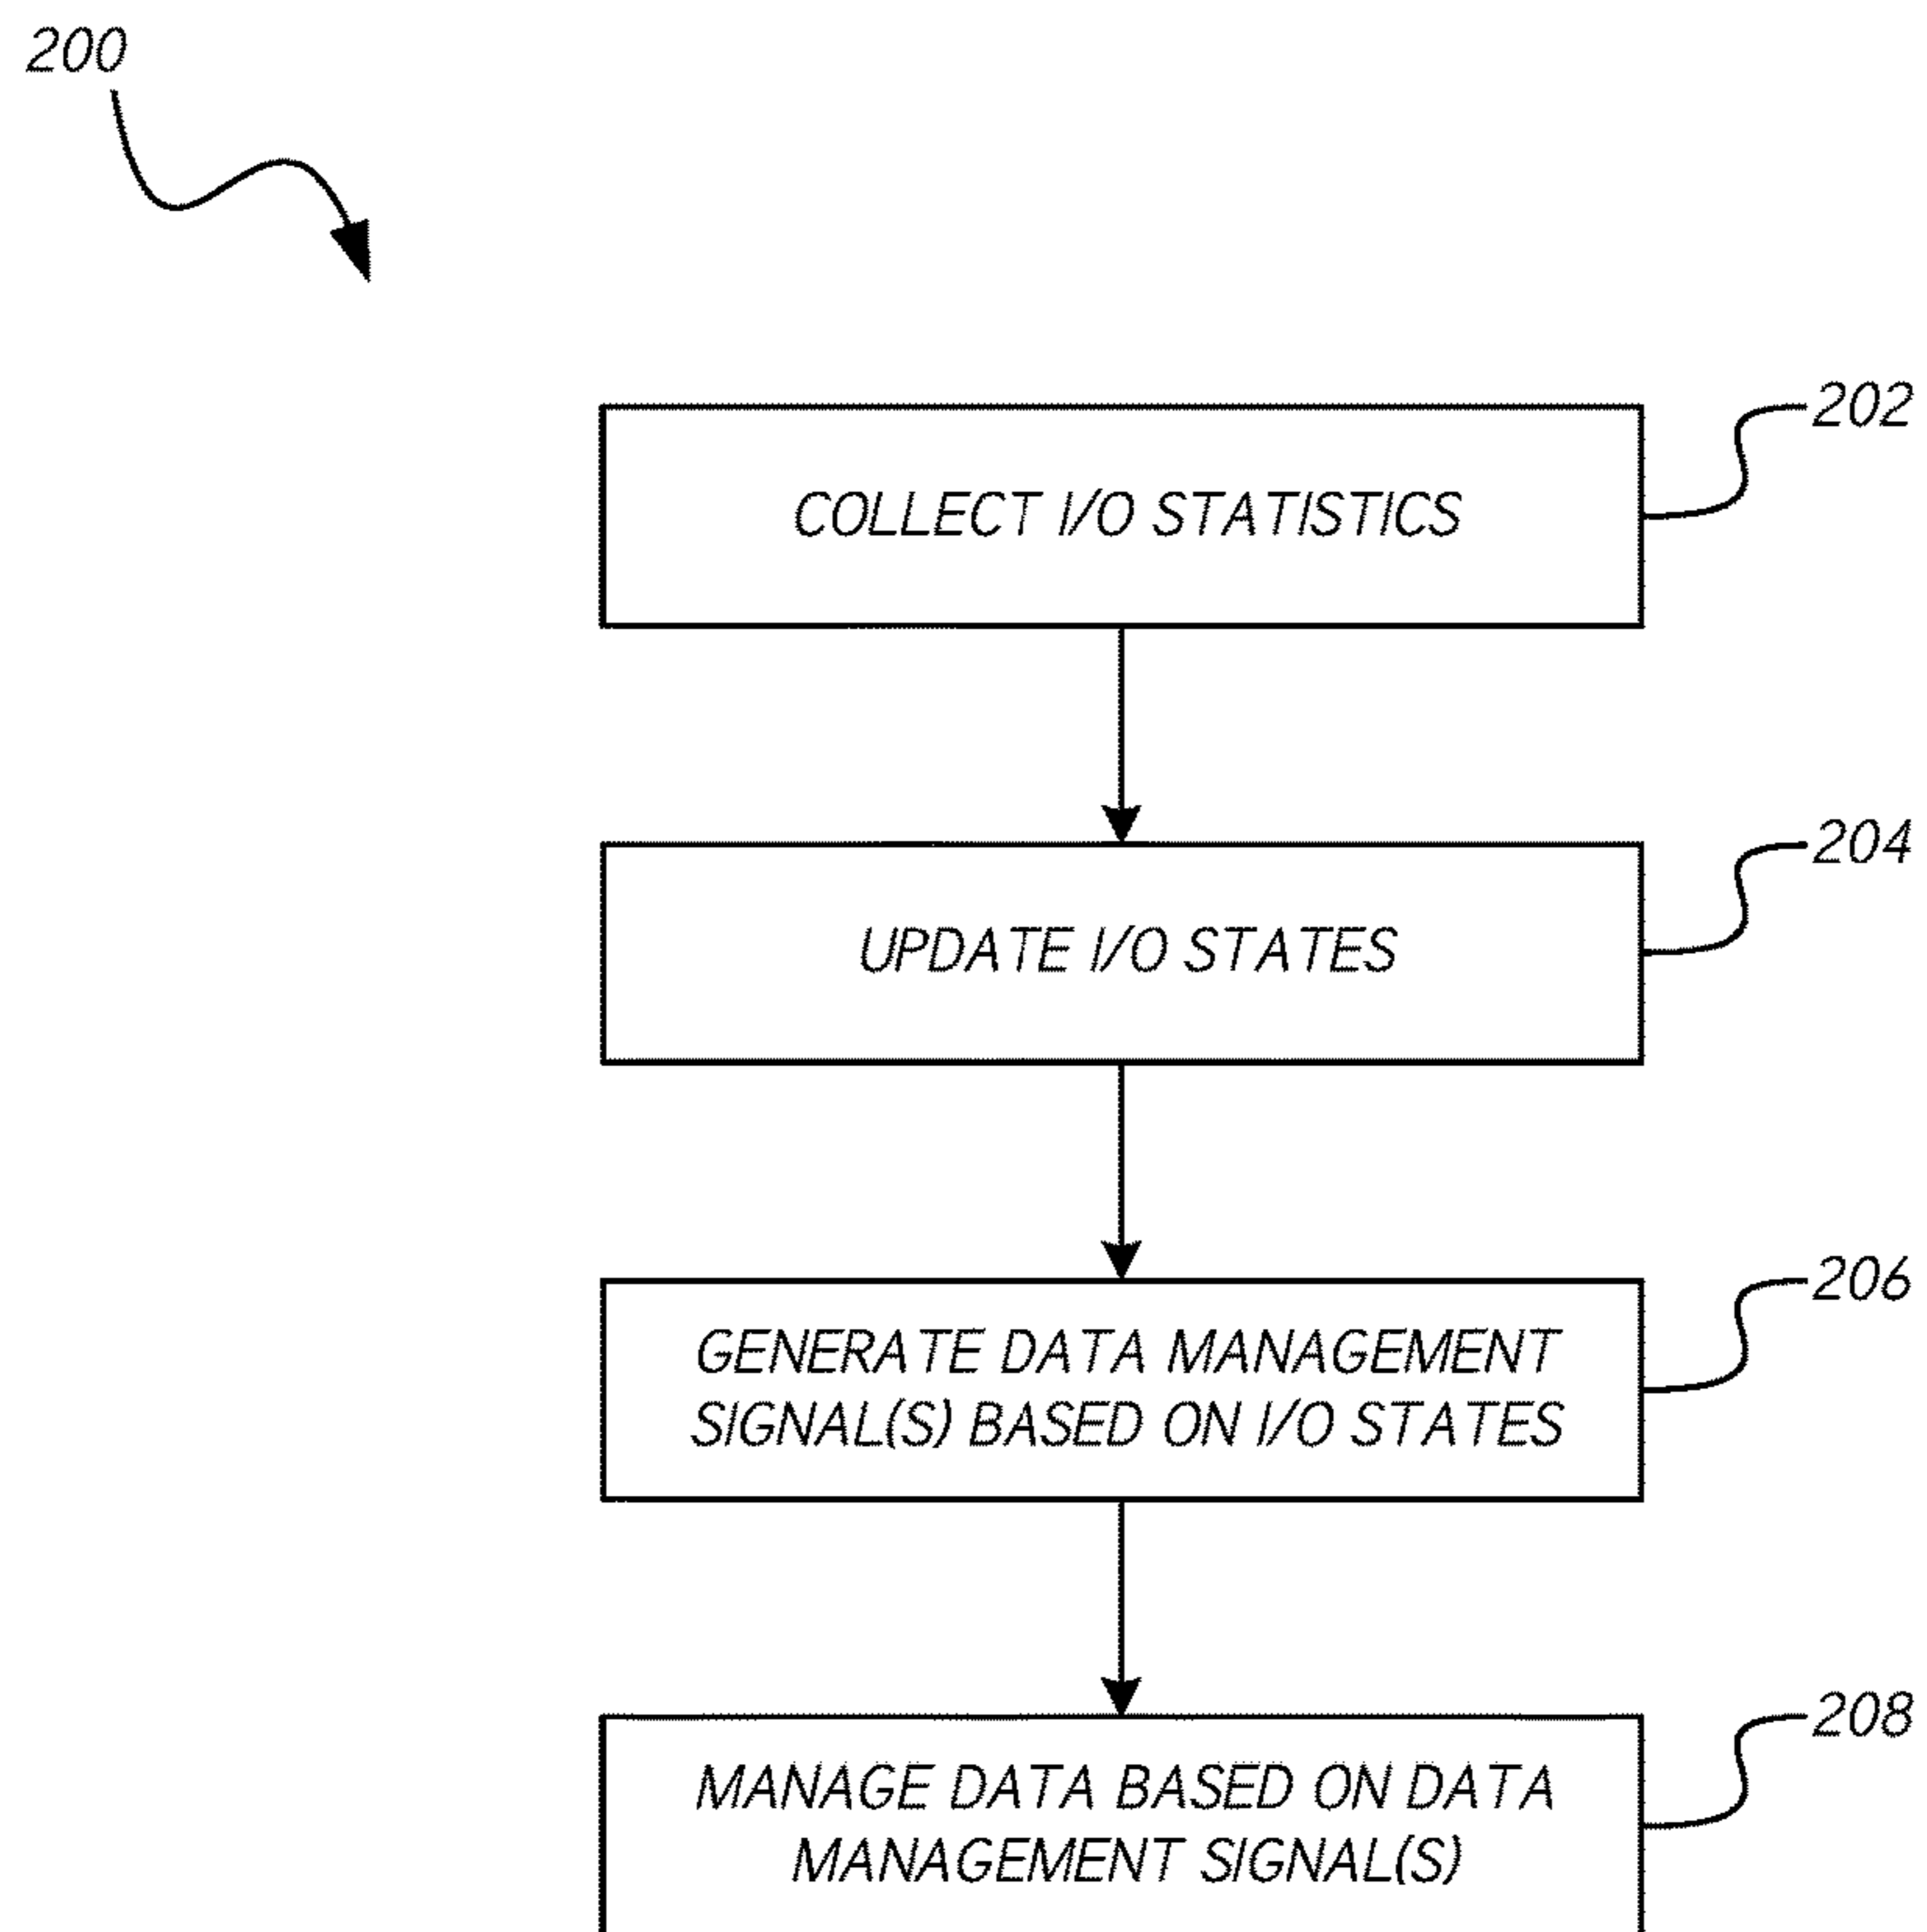 200
202
COLLECT I/O STATISTICS
204
UPDATE I/O STATES
206
GENERATE DATA MANAGEMENT
SIGNAL(S) BASED ON I/O STATES
208
MANAGE DATA BASED ON DATA
MANAGEMENT SIGNAL(S)